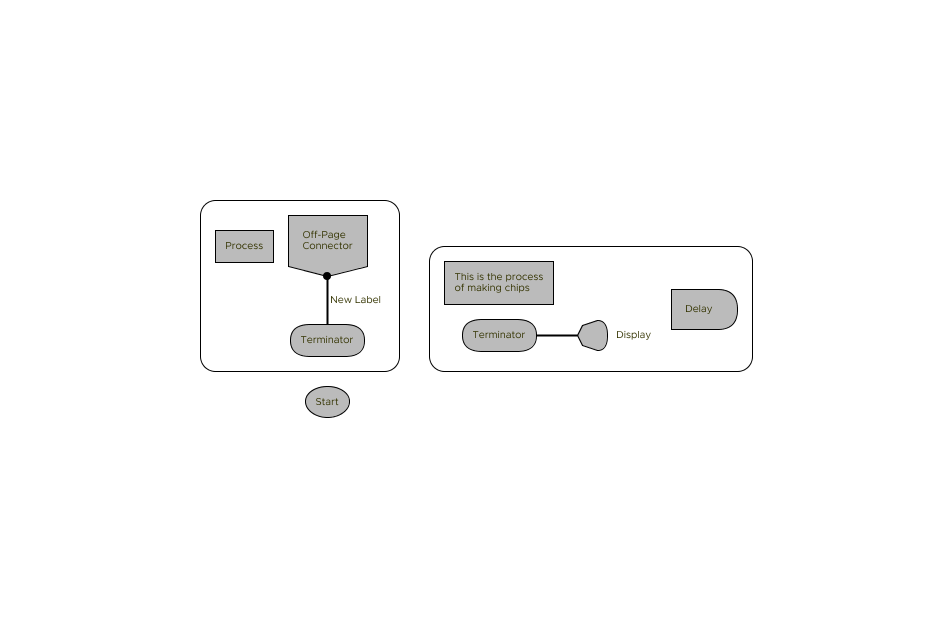 Process
Off-Page
Connector
New Label
Terminator
Start
This is the process
of making chips
Delay
Terminator
Display